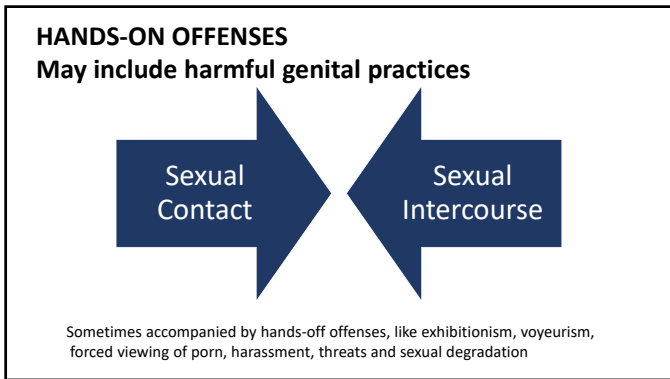 HANDS-ON OFFENSES
May include harmful genital practices
Sexual
Contact
Sexual
Intercourse
Sometimes accompanied by hands-off offenses, like exhibitionism, voyeurism,
forced viewing of porn, harassment, threats and sexual degradation